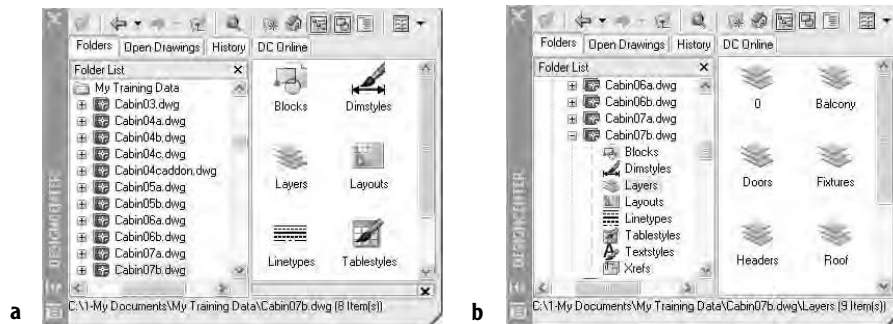 Folders Open Drawings History DC Online
Folder List
My Training Data
Cabin03.dwg
Cabin04a.dwg
Cabin04b.dwg
Cabin04c.dwg
Cabin04caddon.dwg
Cabin05a.dwg
Cabin05b.dwg
Cabin06a.dwg
Cabin06b.dwg
Cabin07a.dwg
Cabin07b.dwg
Blocks Dimstyles
Layers Layouts
Linetypes Tablestyles
DESIGNCENTER
C:\1-My Documents\My Training Data\Cabin07b.dwg (8 Item(s))
a
Folders Open Drawings History DC Online
Folder List
Cabin06a.dwg
Cabin06b.dwg
Cabin07a.dwg
Cabin07b.dwg
Blocks
Dimstyles
Layers
Layouts
Linetypes
Tablestyles
Textstyles
Xrefs
0 Balcony
Doors Fixtures
Headers Roof
DESIGNCENTER
C:\1-My Documents\My Training Data\Cabin07b.dwg\Layers (9 Item(s))
b